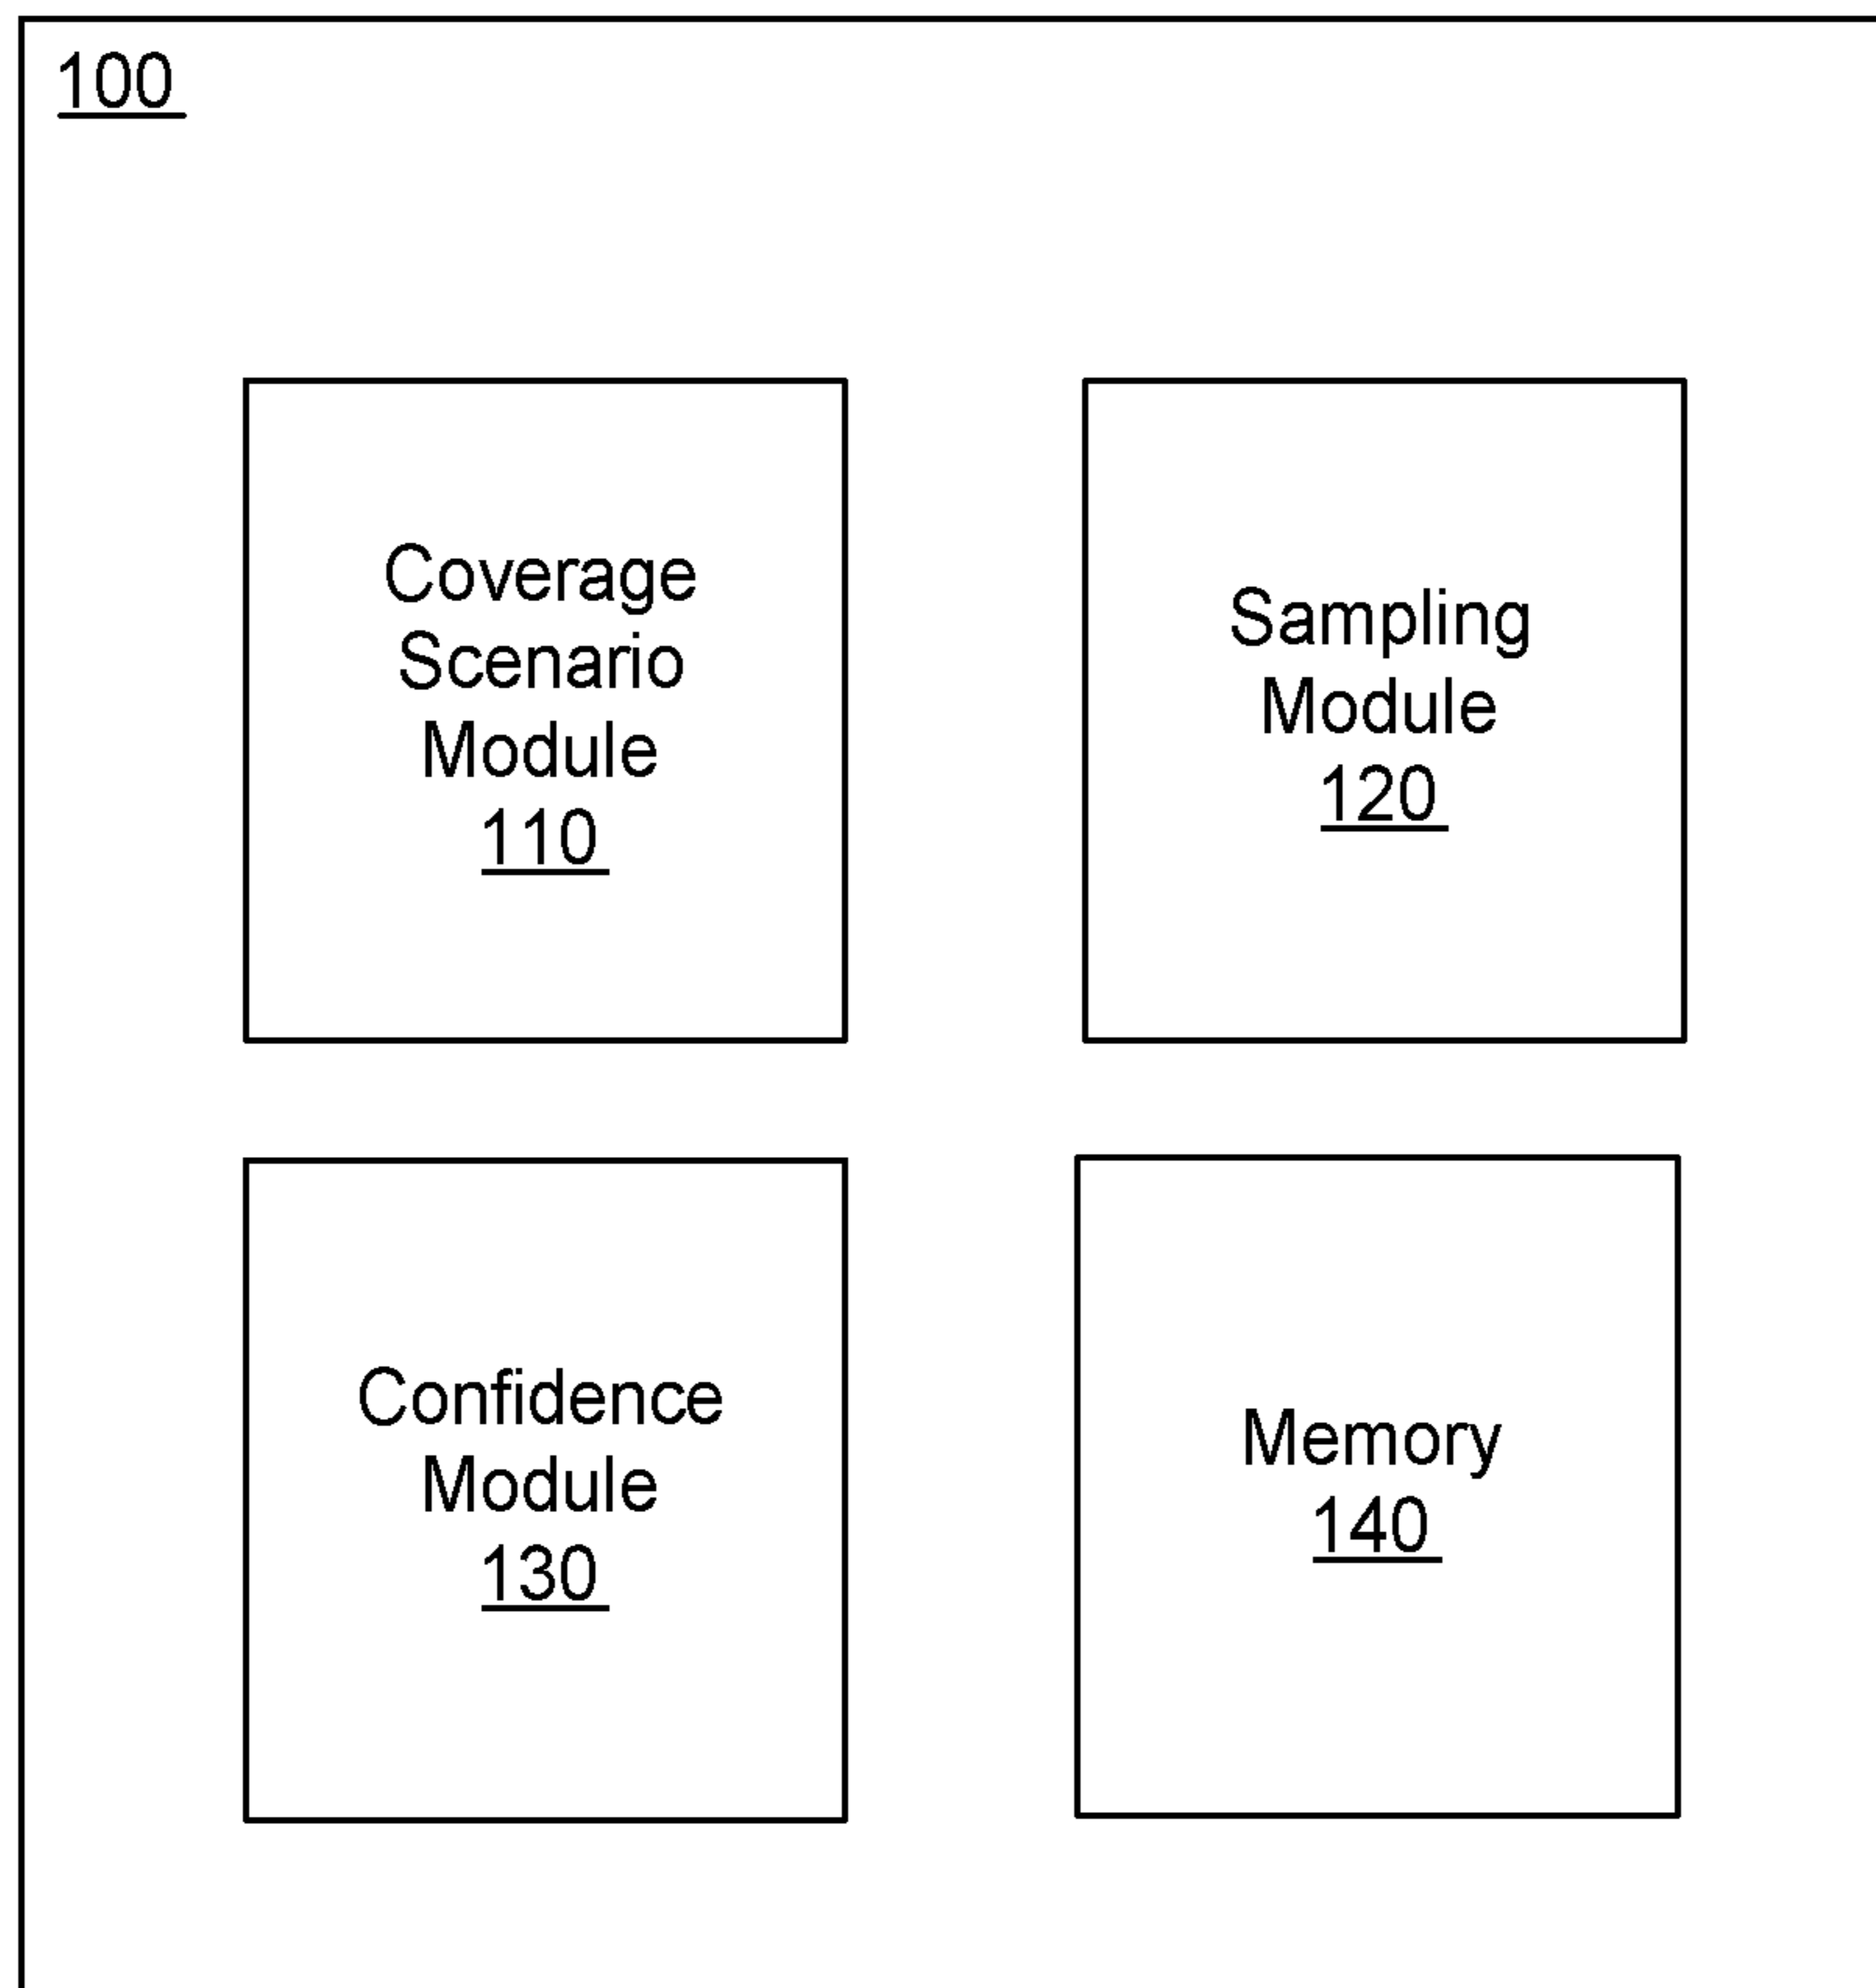 100
Coverage
Scenario
Module
110
Sampling
Module
120
Confidence
Module
130
Memory
140